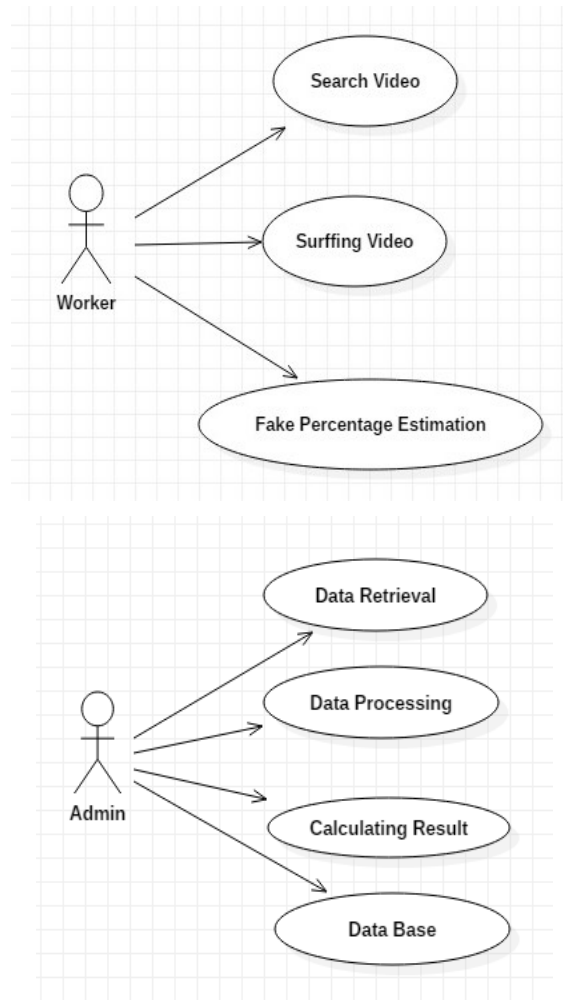 Search Video
Surffing Video
Worker
Fake Percentage Estimation
Data Retrieval
Data Processing
Admin
Calculating Result
Data Base